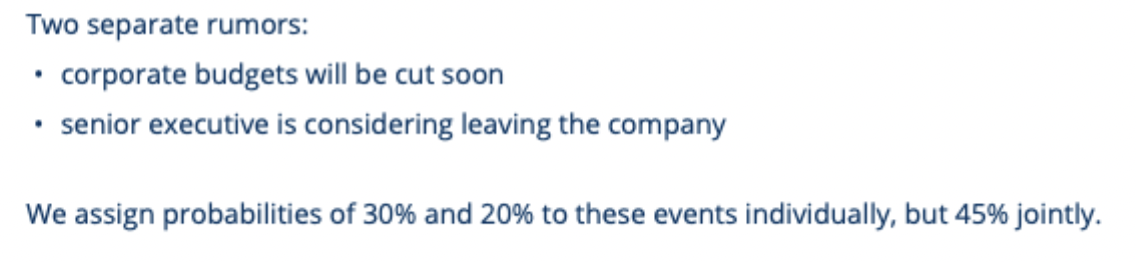 Two separate rumors:
• corporate budgets will be cut soon
• senior executive is considering leaving the company
We assign probabilities of 30% and 20% to these events individually, but 45% jointly.